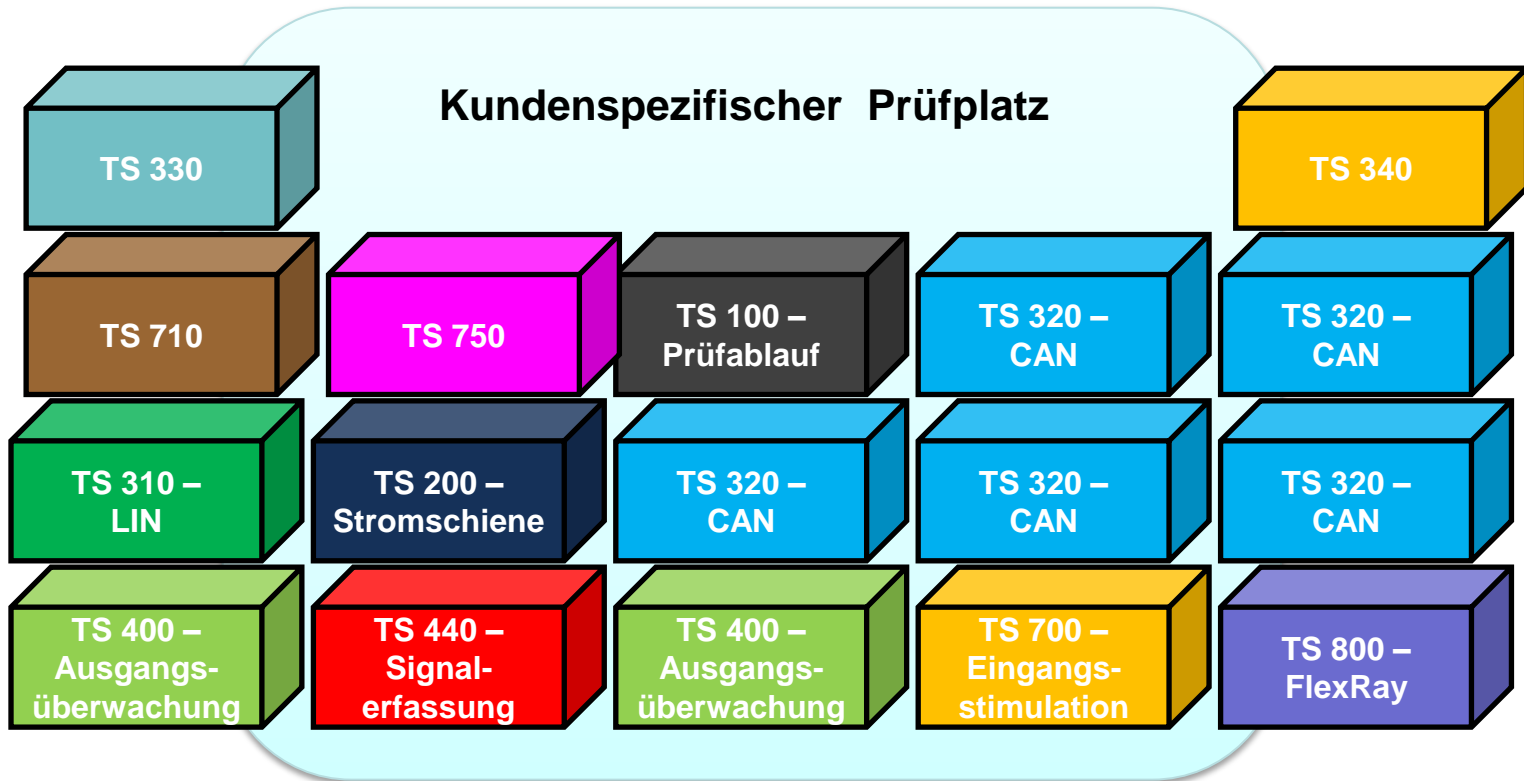 Kundenspezifischer Prüfplatz
TS 330
TS 340
TS 710
TS 750
TS 100 –
Prüfablauf
TS 320 –
CAN
TS 320 –
CAN
TS 310 –
LIN
TS 200 –
Stromschiene
TS 320 –
CAN
TS 320 –
CAN
TS 320 –
CAN
TS 400 –
Ausgangs-
überwachung
TS 440 –
Signal-
erfassung
TS 400 –
Ausgangs-
überwachung
TS 700 –
Eingangs-
stimulation
TS 800 –
FlexRay